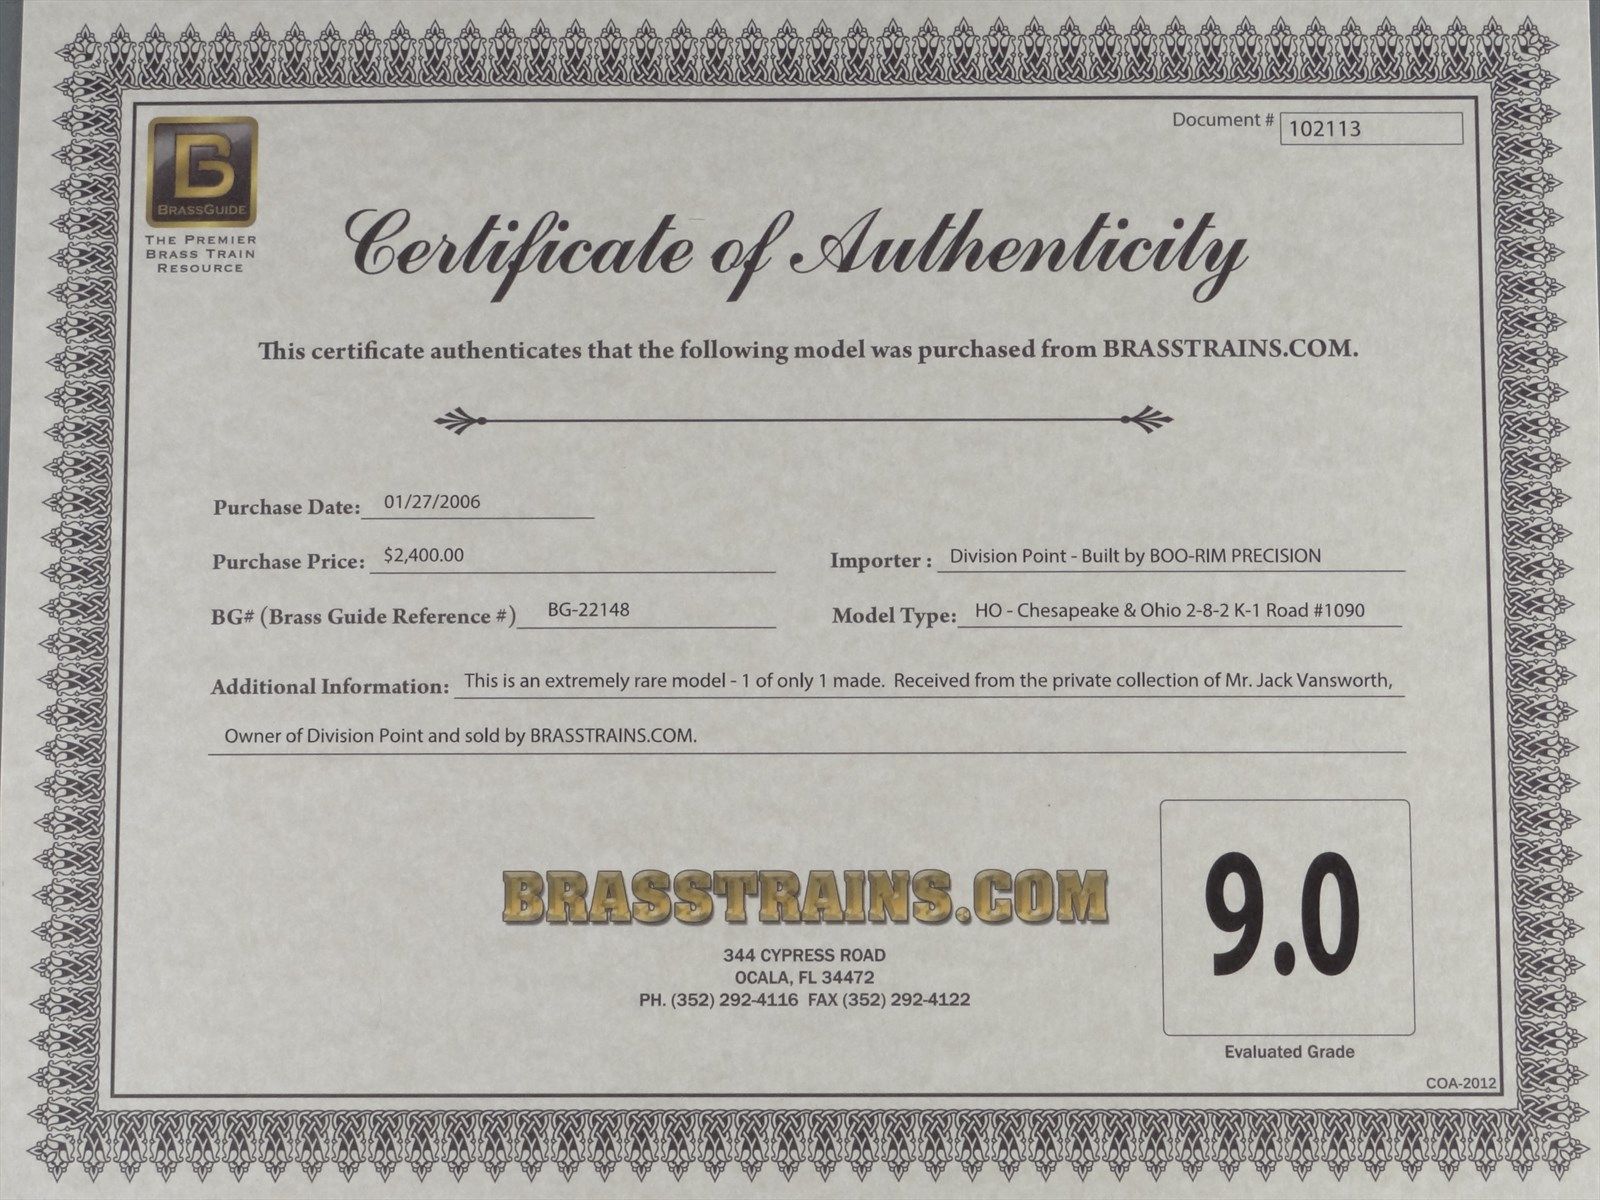 Document # 102113
B
BRASSGUIDE
THE PREMIER
BRASS TRAIN
RESOURCE
Certificate of Authenticity
This certificate authenticates that the following model was purchased from BRASSTRAINS.COM.
Purchase Date: 01/27/2006
Purchase Price: $2,400.00 Importer : Division Point - Built by BOO-RIM PRECISION
BG# (Brass Guide Reference #) BG-22148 Model Type: HO - Chesapeake & Ohio 2-8-2 K-1 Road #1090
Additional Information: This is an extremely rare model - 1 of only 1 made. Received from the private collection of Mr. Jack Vansworth,
Owner of Division Point and sold by BRASSTRAINS.COM.
BRASSTRAINS.COM
344 CYPRESS ROAD
OCALA, FL 34472
PH. (352) 292-4116 FAX (352) 292-4122
9.0
Evaluated Grade
COA-2012